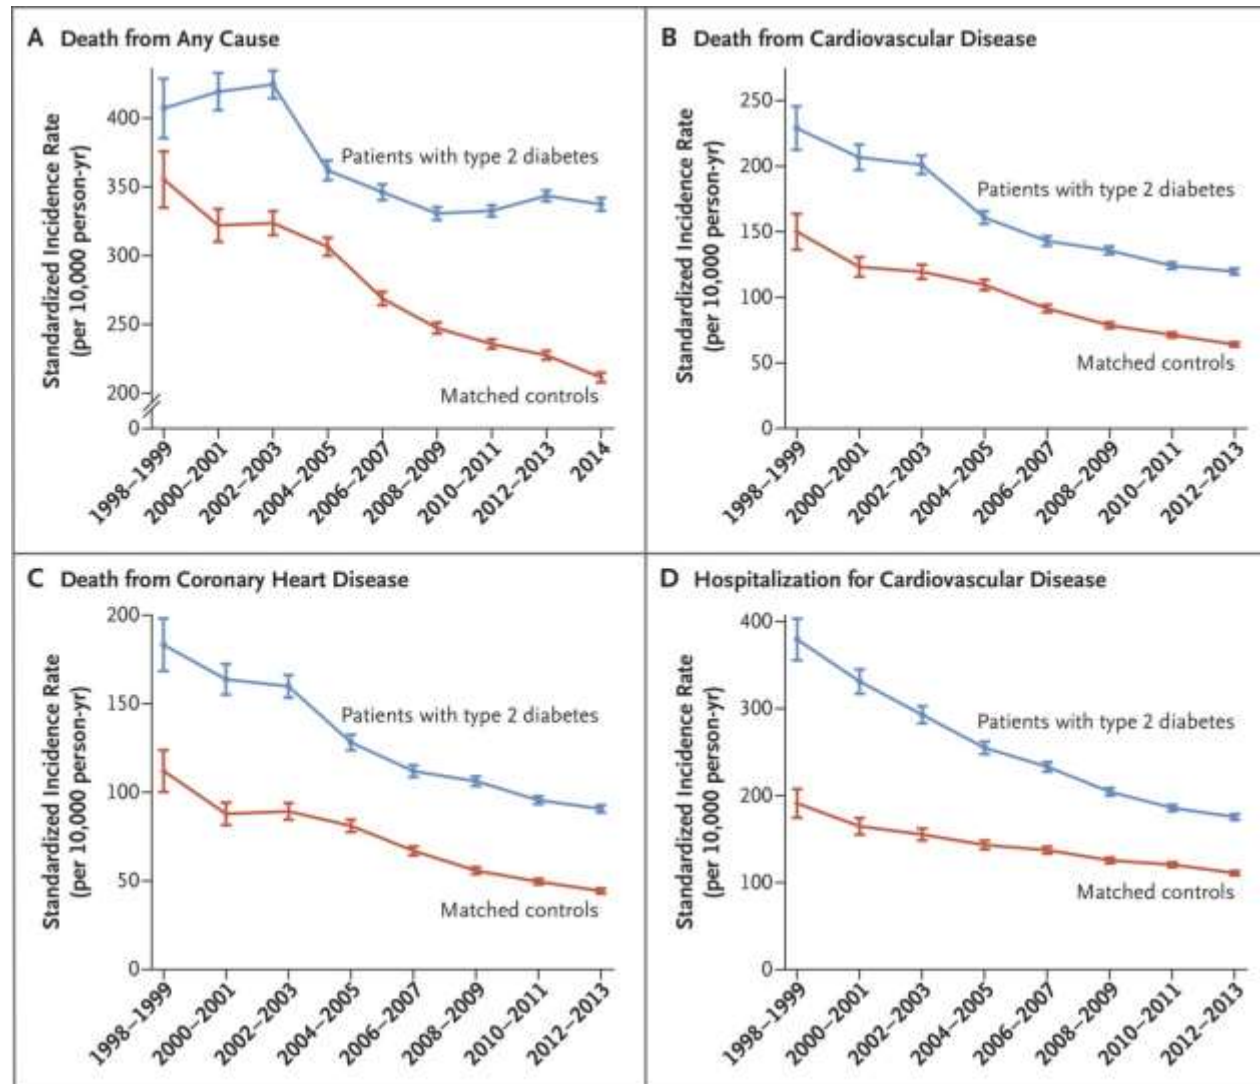 A Death from Any Cause
Standardized Incidence Rate
(per 10,000 person-yr)
400
350
300
250
200
0
Patients with type 2 diabetes
Matched controls
1998–1999
2000–2001
2002–2003
2004–2005
2006–2007
2008–2009
2010–2011
2012–2013
2014
B Death from Cardiovascular Disease
Standardized Incidence Rate
(per 10,000 person-yr)
250
200
150
100
50
0
Patients with type 2 diabetes
Matched controls
1998–1999
2000–2001
2002–2003
2004–2005
2006–2007
2008–2009
2010–2011
2012–2013
C Death from Coronary Heart Disease
Standardized Incidence Rate
(per 10,000 person-yr)
200
150
100
50
0
Patients with type 2 diabetes
Matched controls
1998–1999
2000–2001
2002–2003
2004–2005
2006–2007
2008–2009
2010–2011
2012–2013
D Hospitalization for Cardiovascular Disease
Standardized Incidence Rate
(per 10,000 person-yr)
400
300
200
100
0
Patients with type 2 diabetes
Matched controls
1998–1999
2000–2001
2002–2003
2004–2005
2006–2007
2008–2009
2010–2011
2012–2013